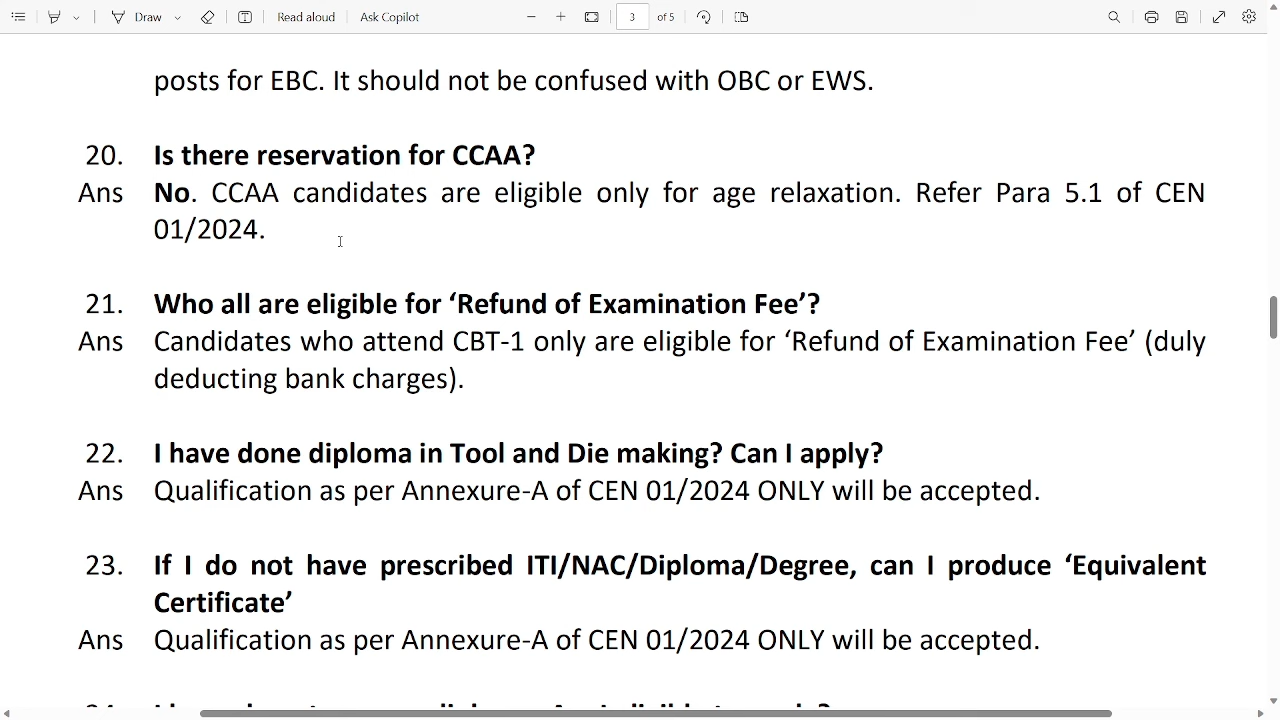 Draw
Read aloud
Ask Copilot
3
of 5
posts for EBC. It should not be confused with OBC or EWS.
20. Is there reservation for CCAA?
Ans No. CCAA candidates are eligible only for age relaxation. Refer Para 5.1 of CEN
01/2024.
21. Who all are eligible for ‘Refund of Examination Fee’?
Ans Candidates who attend CBT-1 only are eligible for ‘Refund of Examination Fee’ (duly
deducting bank charges).
22. I have done diploma in Tool and Die making? Can I apply?
Ans Qualification as per Annexure-A of CEN 01/2024 ONLY will be accepted.
23. If I do not have prescribed ITI/NAC/Diploma/Degree, can I produce ‘Equivalent
Certificate’
Ans Qualification as per Annexure-A of CEN 01/2024 ONLY will be accepted.